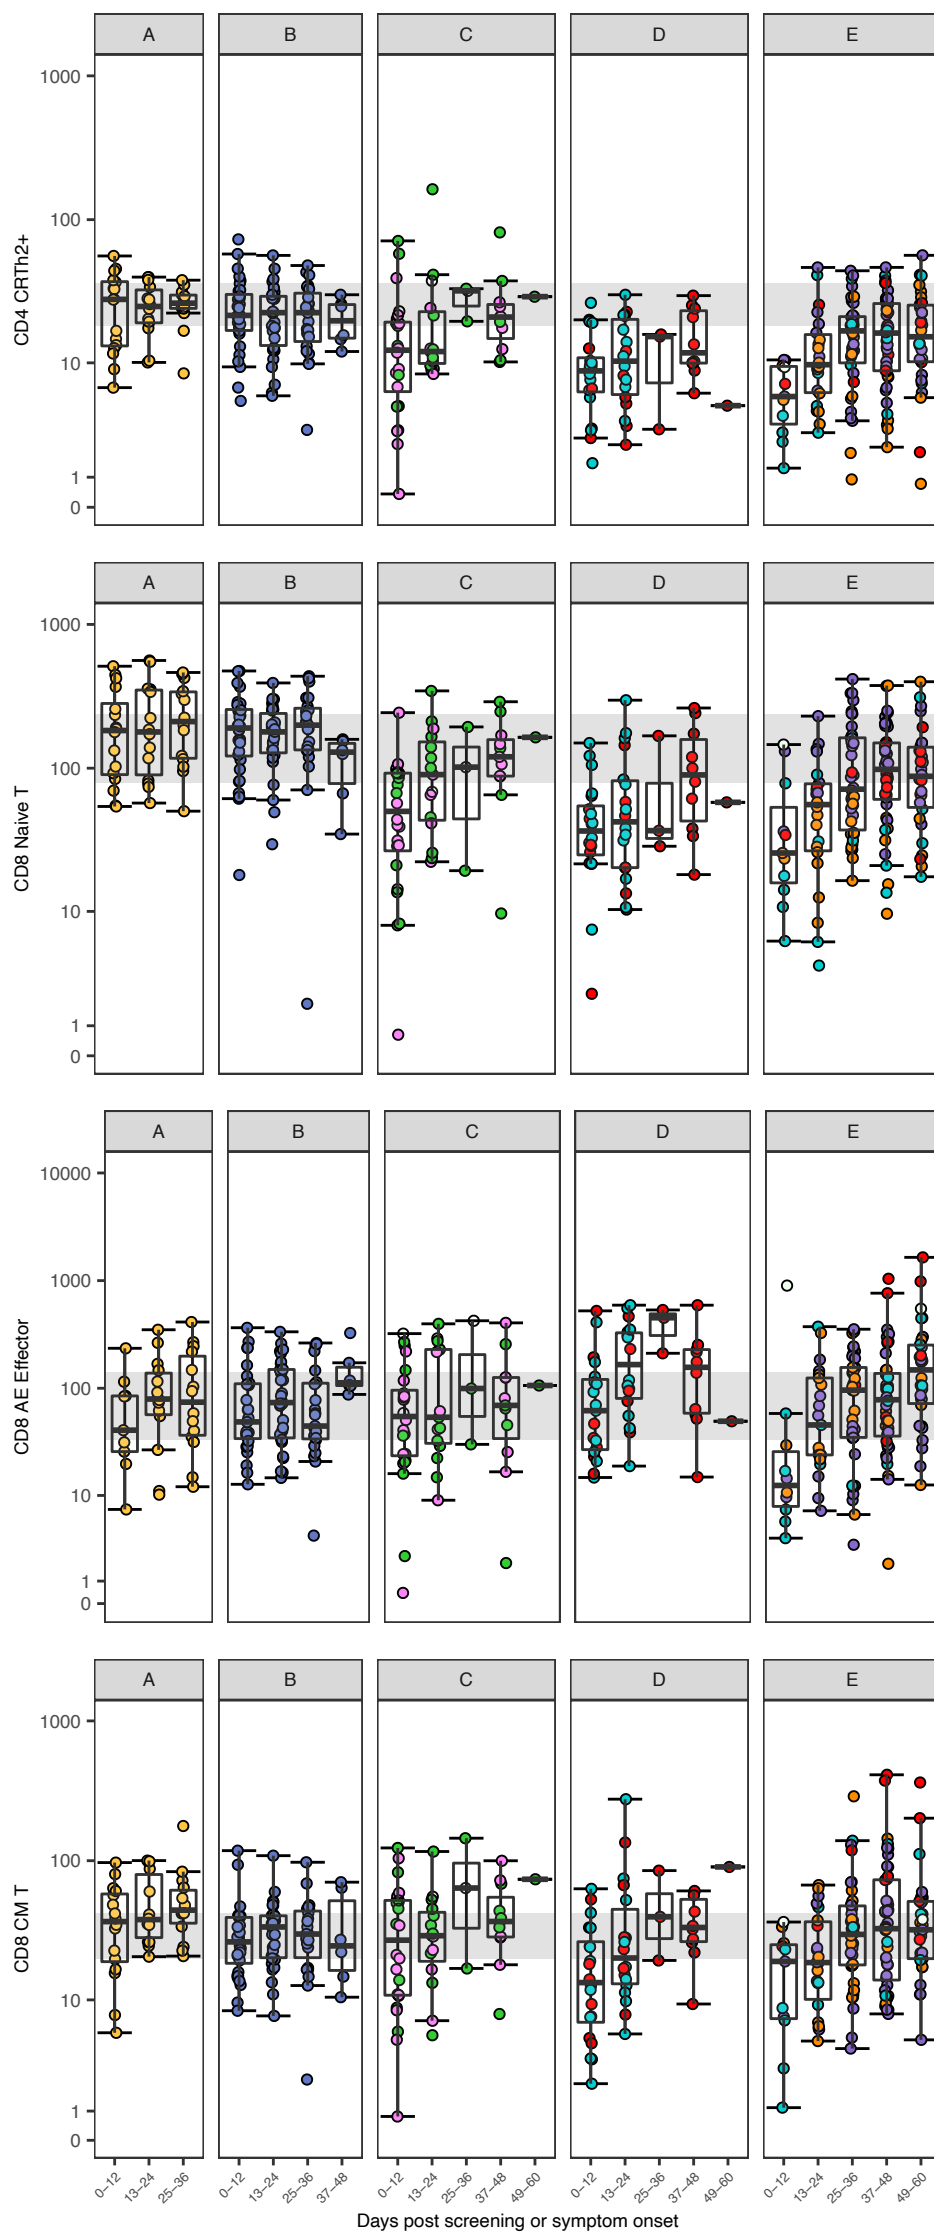 A B C D E
1000
100
10
1
0
CD4 CRTh2+
A B C D E
1000
100
10
1
0
CD8 Naive T
A B C D E
10000
1000
100
10
1
0
CD8 AE Effector
A B C D E
1000
100
10
1
0
CD8 CM T
0−12 13−24 25−36 0−12 13−24 25−36 37−48 0−12 13−24 25−36 37−48 49−60 0−12 13−24 25−36 37−48 49−60 0−12 13−24 25−36 37−48 49−60
Days post screening or symptom onset